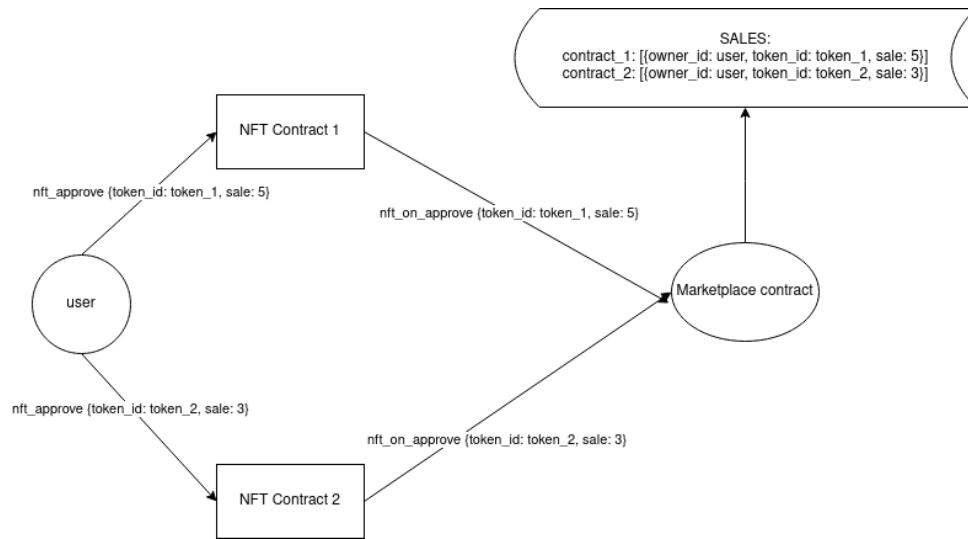 SALES:
contract_1: [{owner_id: user, token_id: token_1, sale: 5}]
contract_2: [{owner_id: user, token_id: token_2, sale: 3}]
NFT Contract 1
nft_approve {token_id: token_1, sale: 5}
nft_on_approve {token_id: token_1, sale: 5}
user
Marketplace contract
nft_approve {token_id: token_2, sale: 3}
nft_on_approve {token_id: token_2, sale: 3}
NFT Contract 2